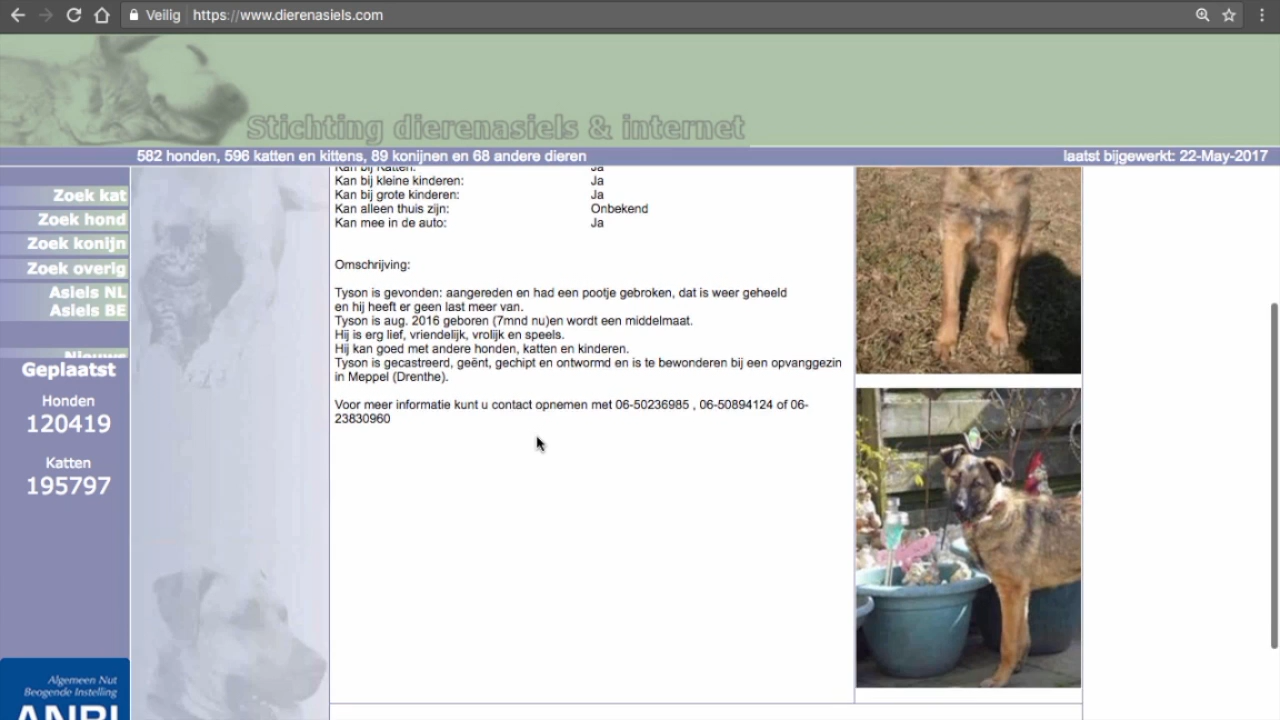 Veilig
https://www.dierenasiels.com
Stichting dierenasiels & internet
582 honden, 596 katten en kittens, 89 konijnen en 68 andere dieren
laatst bijgewerkt: 22-May-2017
Zoek kat
Zoek hond
Zoek konijn
Zoek overig
Asiels NL
Asiels BE
Nieuws
Geplaatst
Honden
120419
Katten
195797
Algemeen Nut
Beogende Instelling
ANBI
Kan bij Katten: Ja
Kan bij kleine kinderen: Ja
Kan bij grote kinderen: Ja
Kan alleen thuis zijn: Onbekend
Kan mee in de auto: Ja
Omschrijving:
Tyson is gevonden: aangereden en had een pootje gebroken, dat is weer geheeld
en hij heeft er geen last meer van.
Tyson is aug. 2016 geboren (7mnd nu)en wordt een middelmaat.
Hij is erg lief, vriendelijk, vrolijk en speels.
Hij kan goed met andere honden, katten en kinderen.
Tyson is gecastreerd, geënt, gechipt en ontwormd en is te bewonderen bij een opvanggezin
in Meppel (Drenthe).
Voor meer informatie kunt u contact opnemen met 06-50236985 , 06-50894124 of 06-
23830960